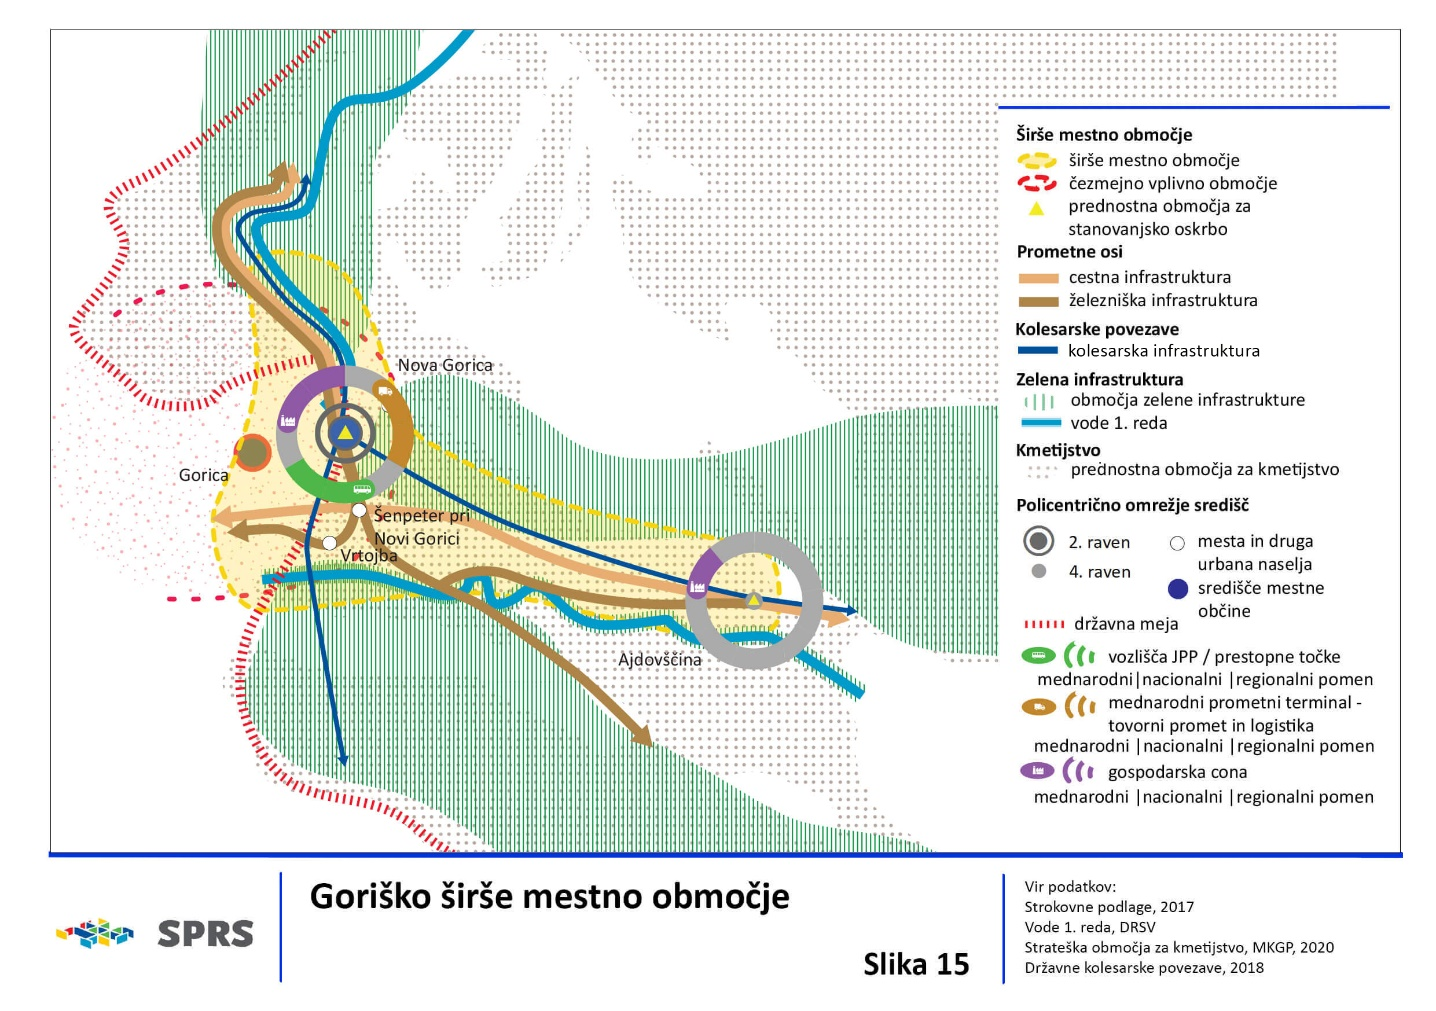 Nova Gorica
Gorica
Šenpeter pri
Novi Gorici
Vrtojba
Ajdovščina
Širše mestno območje
širše mestno območje
čezmejno vplivno območje
prednostna območja za
stanovanjsko oskrbo
Prometne osi
cestna infrastruktura
železniška infrastruktura
Kolesarske povezave
kolesarska infrastruktura
Zelena infrastruktura
območja zelene infrastrukture
vode 1. reda
Kmetijstvo
prednostna območja za kmetijstvo
Policentrično omrežje središč
2. raven
4. raven
mesta in druga
urbana naselja
središče mestne
občine
državna meja
vozlišča JPP / prestopne točke
mednarodni |nacionalni |regionalni pomen
mednarodni prometni terminal -
tovorni promet in logistika
mednarodni |nacionalni |regionalni pomen
gospodarska cona
mednarodni |nacionalni |regionalni pomen
SPRS
Goriško širše mestno območje
Slika 15
Vir podatkov:
Strokovne podlage, 2017
Vode 1. reda, DRSV
Strateška območja za kmetijstvo, MKGP, 2020
Državne kolesarske povezave, 2018